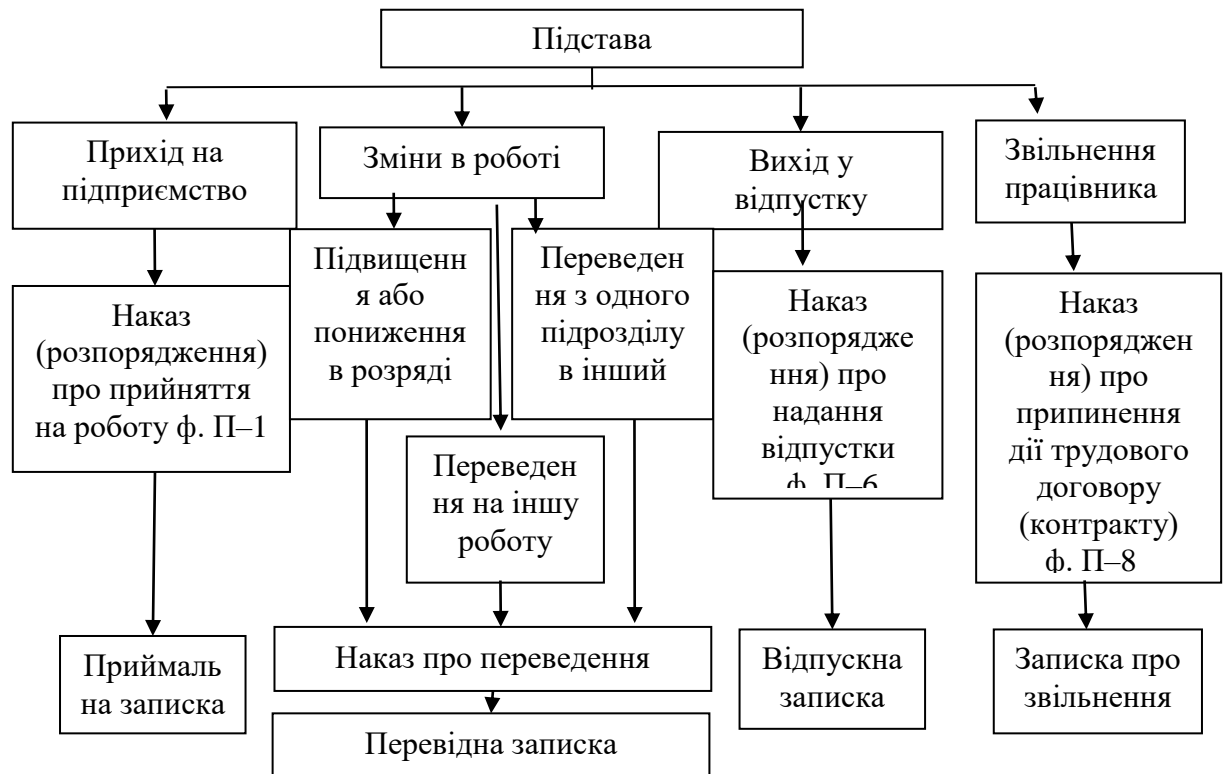 Підстава
Прихід на
підприємство
Зміни в роботі
Вихід у
відпустку
Звільнення
працівника
Підвищенн
я або
пониження
в розряді
Переведен
ня з одного
підрозділу
в інший
Наказ
(розпорядження)
про прийняття
на роботу ф. П–1
Наказ
(розпорядже
ння) про
надання
відпустки
ф. П–6
Наказ
(розпоряджен
ня) про
припинення
дії трудового
договору
(контракту)
ф. П–8
Переведен
ня на іншу
роботу
Приймаль
на записка
Наказ про переведення
Відпускна
записка
Записка про
звільнення
Перевідна записка